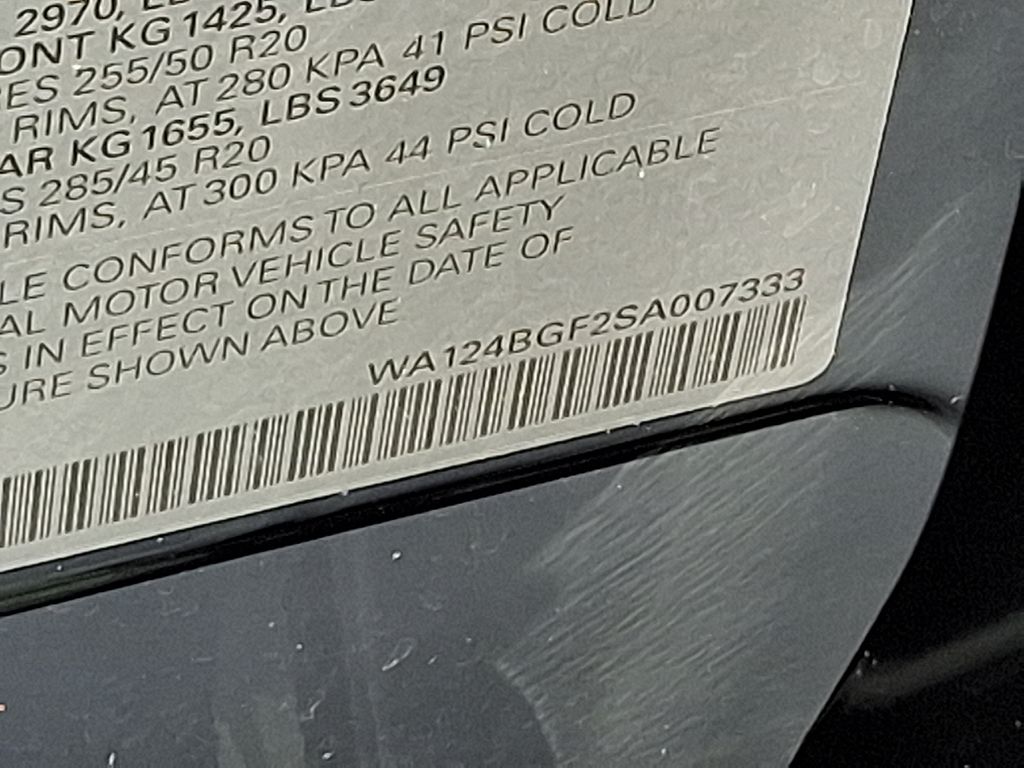 2970,
ONT KG 1425,
ES 255/50 R20
RIMS, AT 280 KPA 41 PSI COLD
AR KG 1655, LBS 3649
S 285/45 R20
RIMS, AT 300 KPA 44 PSI COLD
LE CONFORMS TO ALL APPLICABLE
AL MOTOR VEHICLE SAFETY
S IN EFFECT ON THE DATE OF
URE SHOWN ABOVE
WA124BGF2SA007333